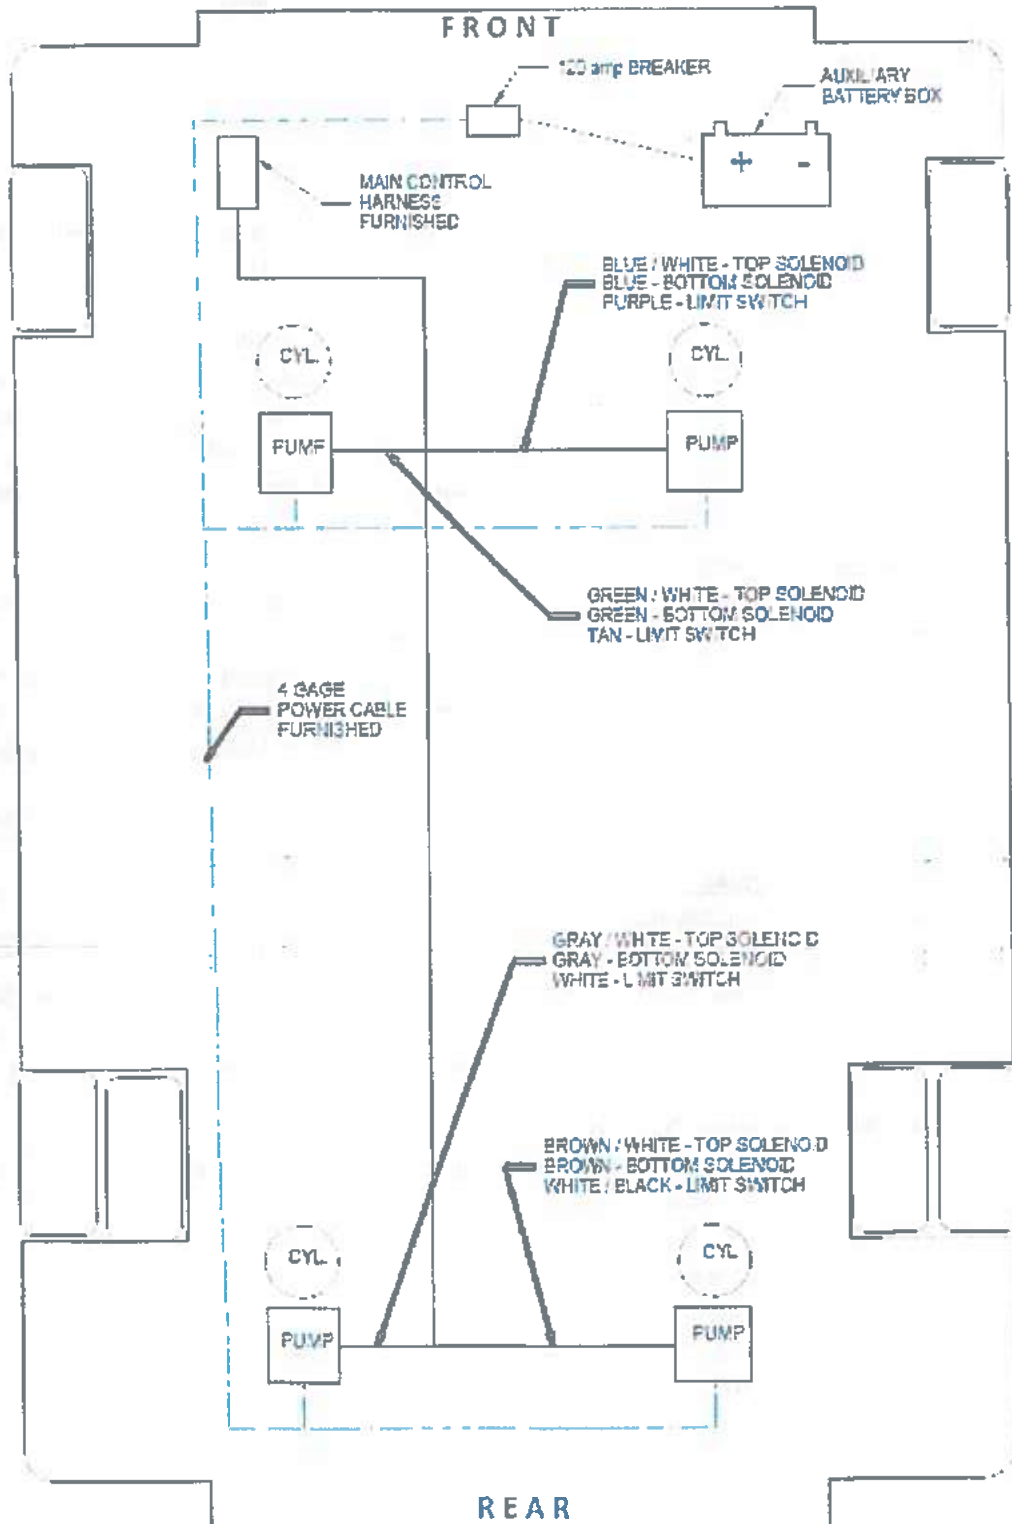 FRONT
120 amp BREAKER
AUXILIARY
BATTERY BOX
+ -
MAIN CONTROL
HARNESS
FURNISHED
BLUE / WHITE - TOP SOLENOID
BLUE - BOTTOM SOLENOID
PURPLE - LIMIT SWITCH
CYL.
CYL.
PUMP
PUMP
GREEN / WHITE - TOP SOLENOID
GREEN - BOTTOM SOLENOID
TAN - LIMIT SWITCH
4 GAGE
POWER CABLE
FURNISHED
GRAY / WHITE - TOP SOLENOID
GRAY - BOTTOM SOLENOID
WHITE - LIMIT SWITCH
BROWN / WHITE - TOP SOLENOID
BROWN - BOTTOM SOLENOID
WHITE / BLACK - LIMIT SWITCH
CYL.
CYL.
PUMP
PUMP
REAR